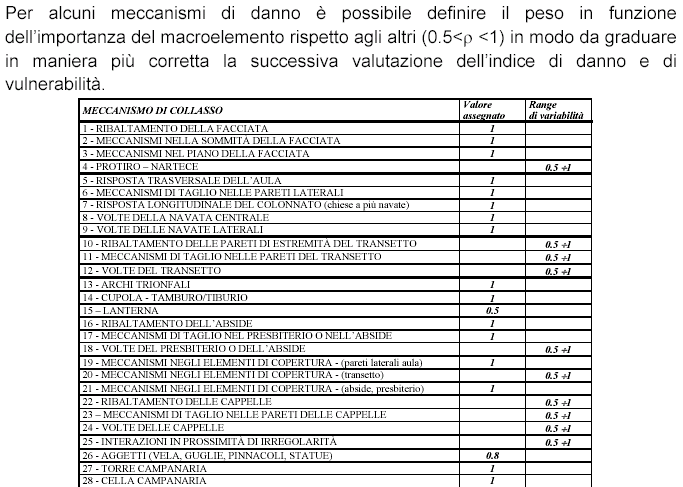 Per alcuni meccanismi di danno è possibile definire il peso in funzione
dell'importanza del macroelemento rispetto agli altri (0.5<ρ <1) in modo da graduare
in maniera più corretta la successiva valutazione dell'indice di danno e di
vulnerabilità.
MECCANISMO DI COLLASSO Valore assegnato Range di variabilità
1 - RIBALTAMENTO DELLA FACCIATA 1
2 - MECCANISMI NELLA SOMMITÀ DELLA FACCIATA 1
3 - MECCANISMI NEL PIANO DELLA FACCIATA 1
4 - PROTIRO – NARTECE 0.5 ÷1
5 - RISPOSTA TRASVERSALE DELL'AULA 1
6 - MECCANISMI DI TAGLIO NELLE PARETI LATERALI 1
7 - RISPOSTA LONGITUDINALE DEL COLONNATO (chiese a più navate) 1
8 - VOLTE DELLA NAVATA CENTRALE 1
9 - VOLTE DELLE NAVATE LATERALI 1
10 - RIBALTAMENTO DELLE PARETI DI ESTREMITÀ DEL TRANSETTO 0.5 ÷1
11 - MECCANISMI DI TAGLIO NELLE PARETI DEL TRANSETTO 0.5 ÷1
12 - VOLTE DEL TRANSETTO 0.5 ÷1
13 - ARCHI TRIONFALI 1
14 - CUPOLA - TAMBURO/TIBURIO 1
15 – LANTERNA 0.5
16 - RIBALTAMENTO DELL'ABSIDE 1
17 - MECCANISMI DI TAGLIO NEL PRESBITERIO O NELL'ABSIDE 1
18 - VOLTE DEL PRESBITERIO O DELL'ABSIDE 0.5 ÷1
19 - MECCANISMI NEGLI ELEMENTI DI COPERTURA - (pareti laterali aula) 1
20 - MECCANISMI NEGLI ELEMENTI DI COPERTURA - (transetto) 0.5 ÷1
21 - MECCANISMI NEGLI ELEMENTI DI COPERTURA - (abside, presbiterio) 1
22 - RIBALTAMENTO DELLE CAPPELLE 0.5 ÷1
23 – MECCANISMI DI TAGLIO NELLE PARETI DELLE CAPPELLE 0.5 ÷1
24 - VOLTE DELLE CAPPELLE 0.5 ÷1
25 - INTERAZIONI IN PROSSIMITÀ DI IRREGOLARITÀ 0.5 ÷1
26 - AGGETTI (VELA, GUGLIE, PINNACOLI, STATUE) 0.8
27 - TORRE CAMPANARIA 1
28 - CELLA CAMPANARIA 1